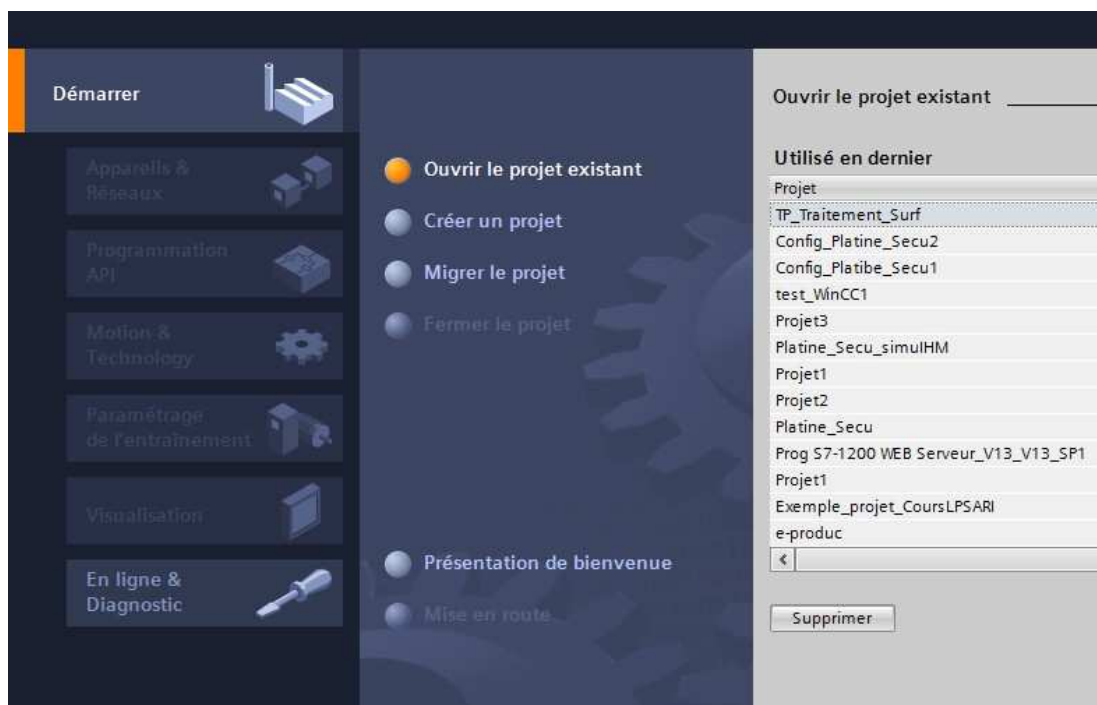 Démarrer
Appareils &
Réseaux
Programmation
API
Motion &
Technology
Paramétrage
de l'entraînement
Visualisation
En ligne &
Diagnostic
Ouvrir le projet existant
Créer un projet
Migrer le projet
Fermer le projet
Présentation de bienvenue
Mise en route
Ouvrir le projet existant
Utilisé en dernier
Projet
TP_Traitement_Surf
Config_Platine_Secu2
Config_Platibe_Secu1
test_WinCC1
Projet3
Platine_Secu_simuIHM
Projet1
Projet2
Platine_Secu
Prog S7-1200 WEB Serveur_V13_V13_SP1
Projet1
Exemple_projet_CoursLPSARI
e-produc
Supprimer